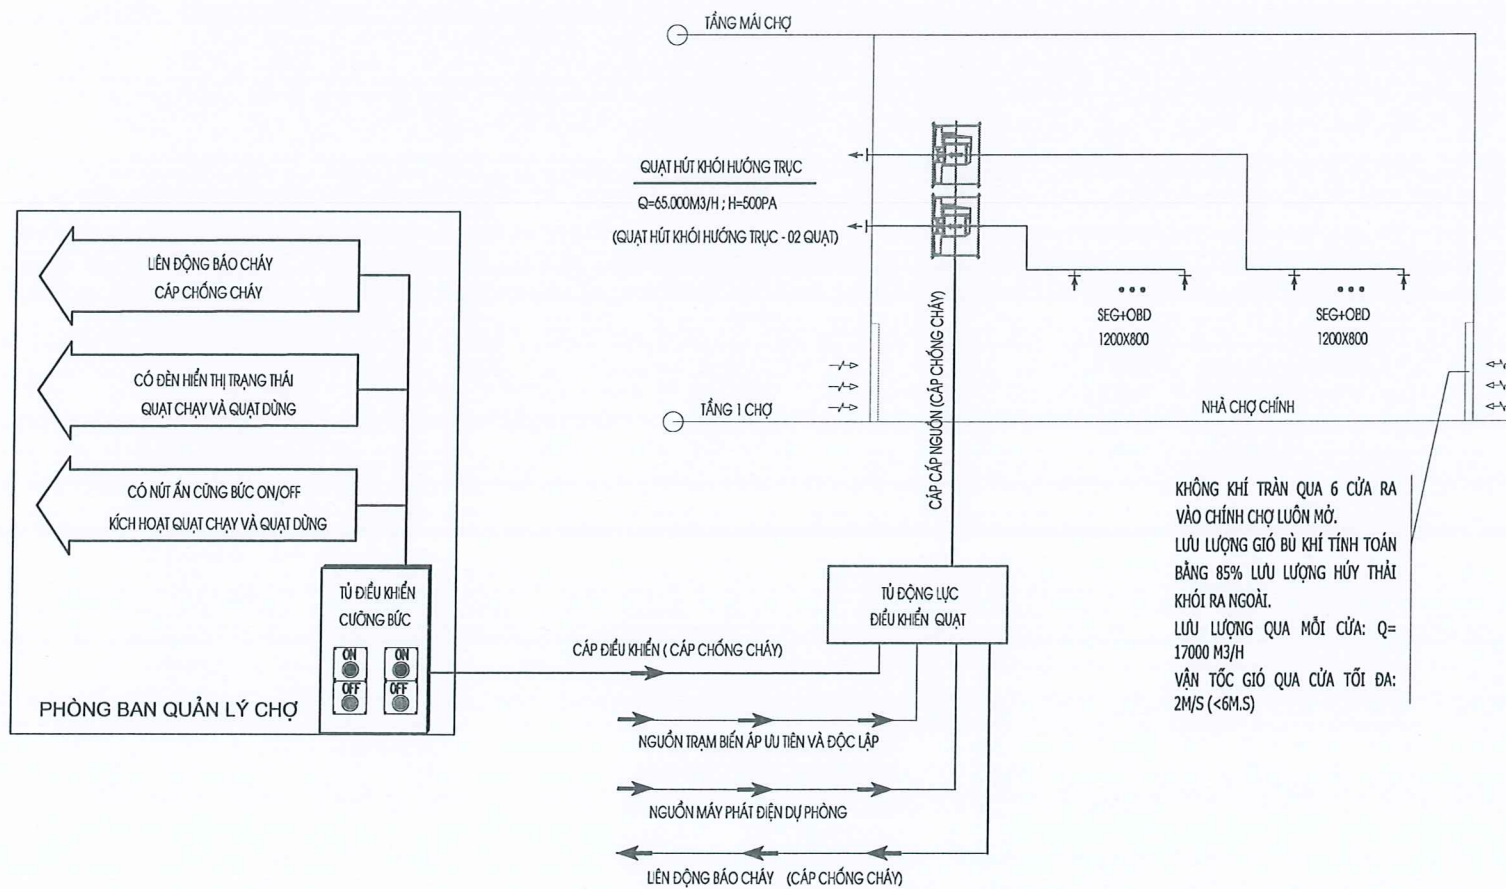 TẦNG MÁI CHỢ
QUẠT HÚT KHÓI HƯỚNG TRỤC
Q=65.000M3/H ; H=500PA
(QUẠT HÚT KHÓI HƯỚNG TRỤC - 02 QUẠT)
LIÊN ĐỘNG BÁO CHÁY
CÁP CHỐNG CHÁY
CÓ ĐÈN HIỂN THỊ TRẠNG THÁI
QUẠT CHẠY VÀ QUẠT DỪNG
CÓ NÚT ẤN CŨNG BỨC ON/OFF
KÍCH HOẠT QUẠT CHẠY VÀ QUẠT DỪNG
TỦ ĐIỀU KHIỂN
CƯỠNG BỨC
ON
ON
OFF
OFF
PHÒNG BAN QUẢN LÝ CHỢ
CÁP CẤP NGUỒN (CÁP CHỐNG CHÁY)
SEG+OBD
1200X800
SEG+OBD
1200X800
TẦNG 1 CHỢ
NHÀ CHỢ CHÍNH
KHÔNG KHÍ TRÀN QUA 6 CỬA RA
VÀO CHÍNH CHỢ LUÔN MỞ.
LƯU LƯỢNG GIÓ BÙ KHÍ TÍNH TOÁN
BẰNG 85% LƯU LƯỢNG HÚY THẢI
KHÓI RA NGOÀI.
LƯU LƯỢNG QUA MỖI CỬA: Q=
17000 M3/H
VẬN TỐC GIÓ QUA CỬA TỐI ĐA:
2M/S (<6M.S)
TỦ ĐỘNG LỰC
ĐIỀU KHIỂN QUẠT
CÁP ĐIỀU KHIỂN ( CÁP CHỐNG CHÁY)
NGUỒN TRẠM BIẾN ÁP ƯU TIÊN VÀ ĐỘC LẬP
NGUỒN MÁY PHÁT ĐIỆN DỰ PHÒNG
LIÊN ĐỘNG BÁO CHÁY (CÁP CHỐNG CHÁY)